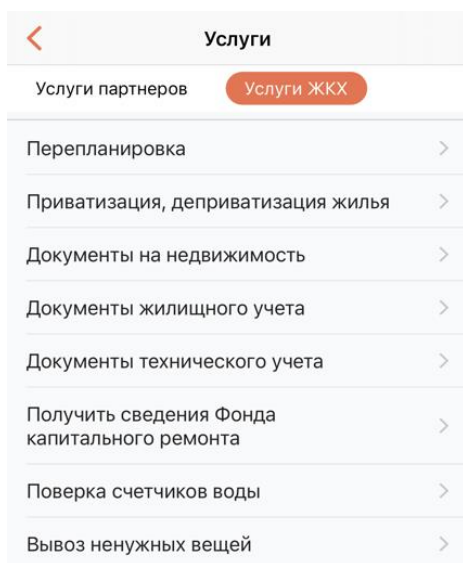 Услуги
Услуги партнеров
Услуги ЖКХ
Перепланировка
Приватизация, деприватизация жилья
Документы на недвижимость
Документы жилищного учета
Документы технического учета
Получить сведения Фонда
капитального ремонта
Поверка счетчиков воды
Вывоз ненужных вещей